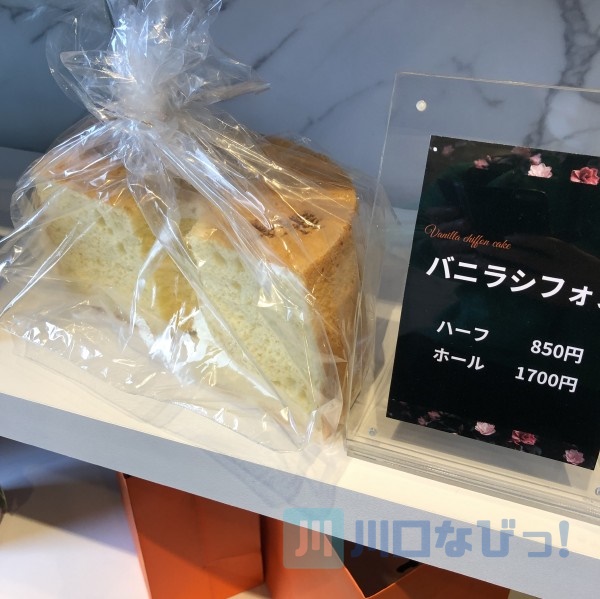 Vanilla chiffon cake
バニラシフォ
ハーフ 850円
ホール 1700円
川口なびっ!